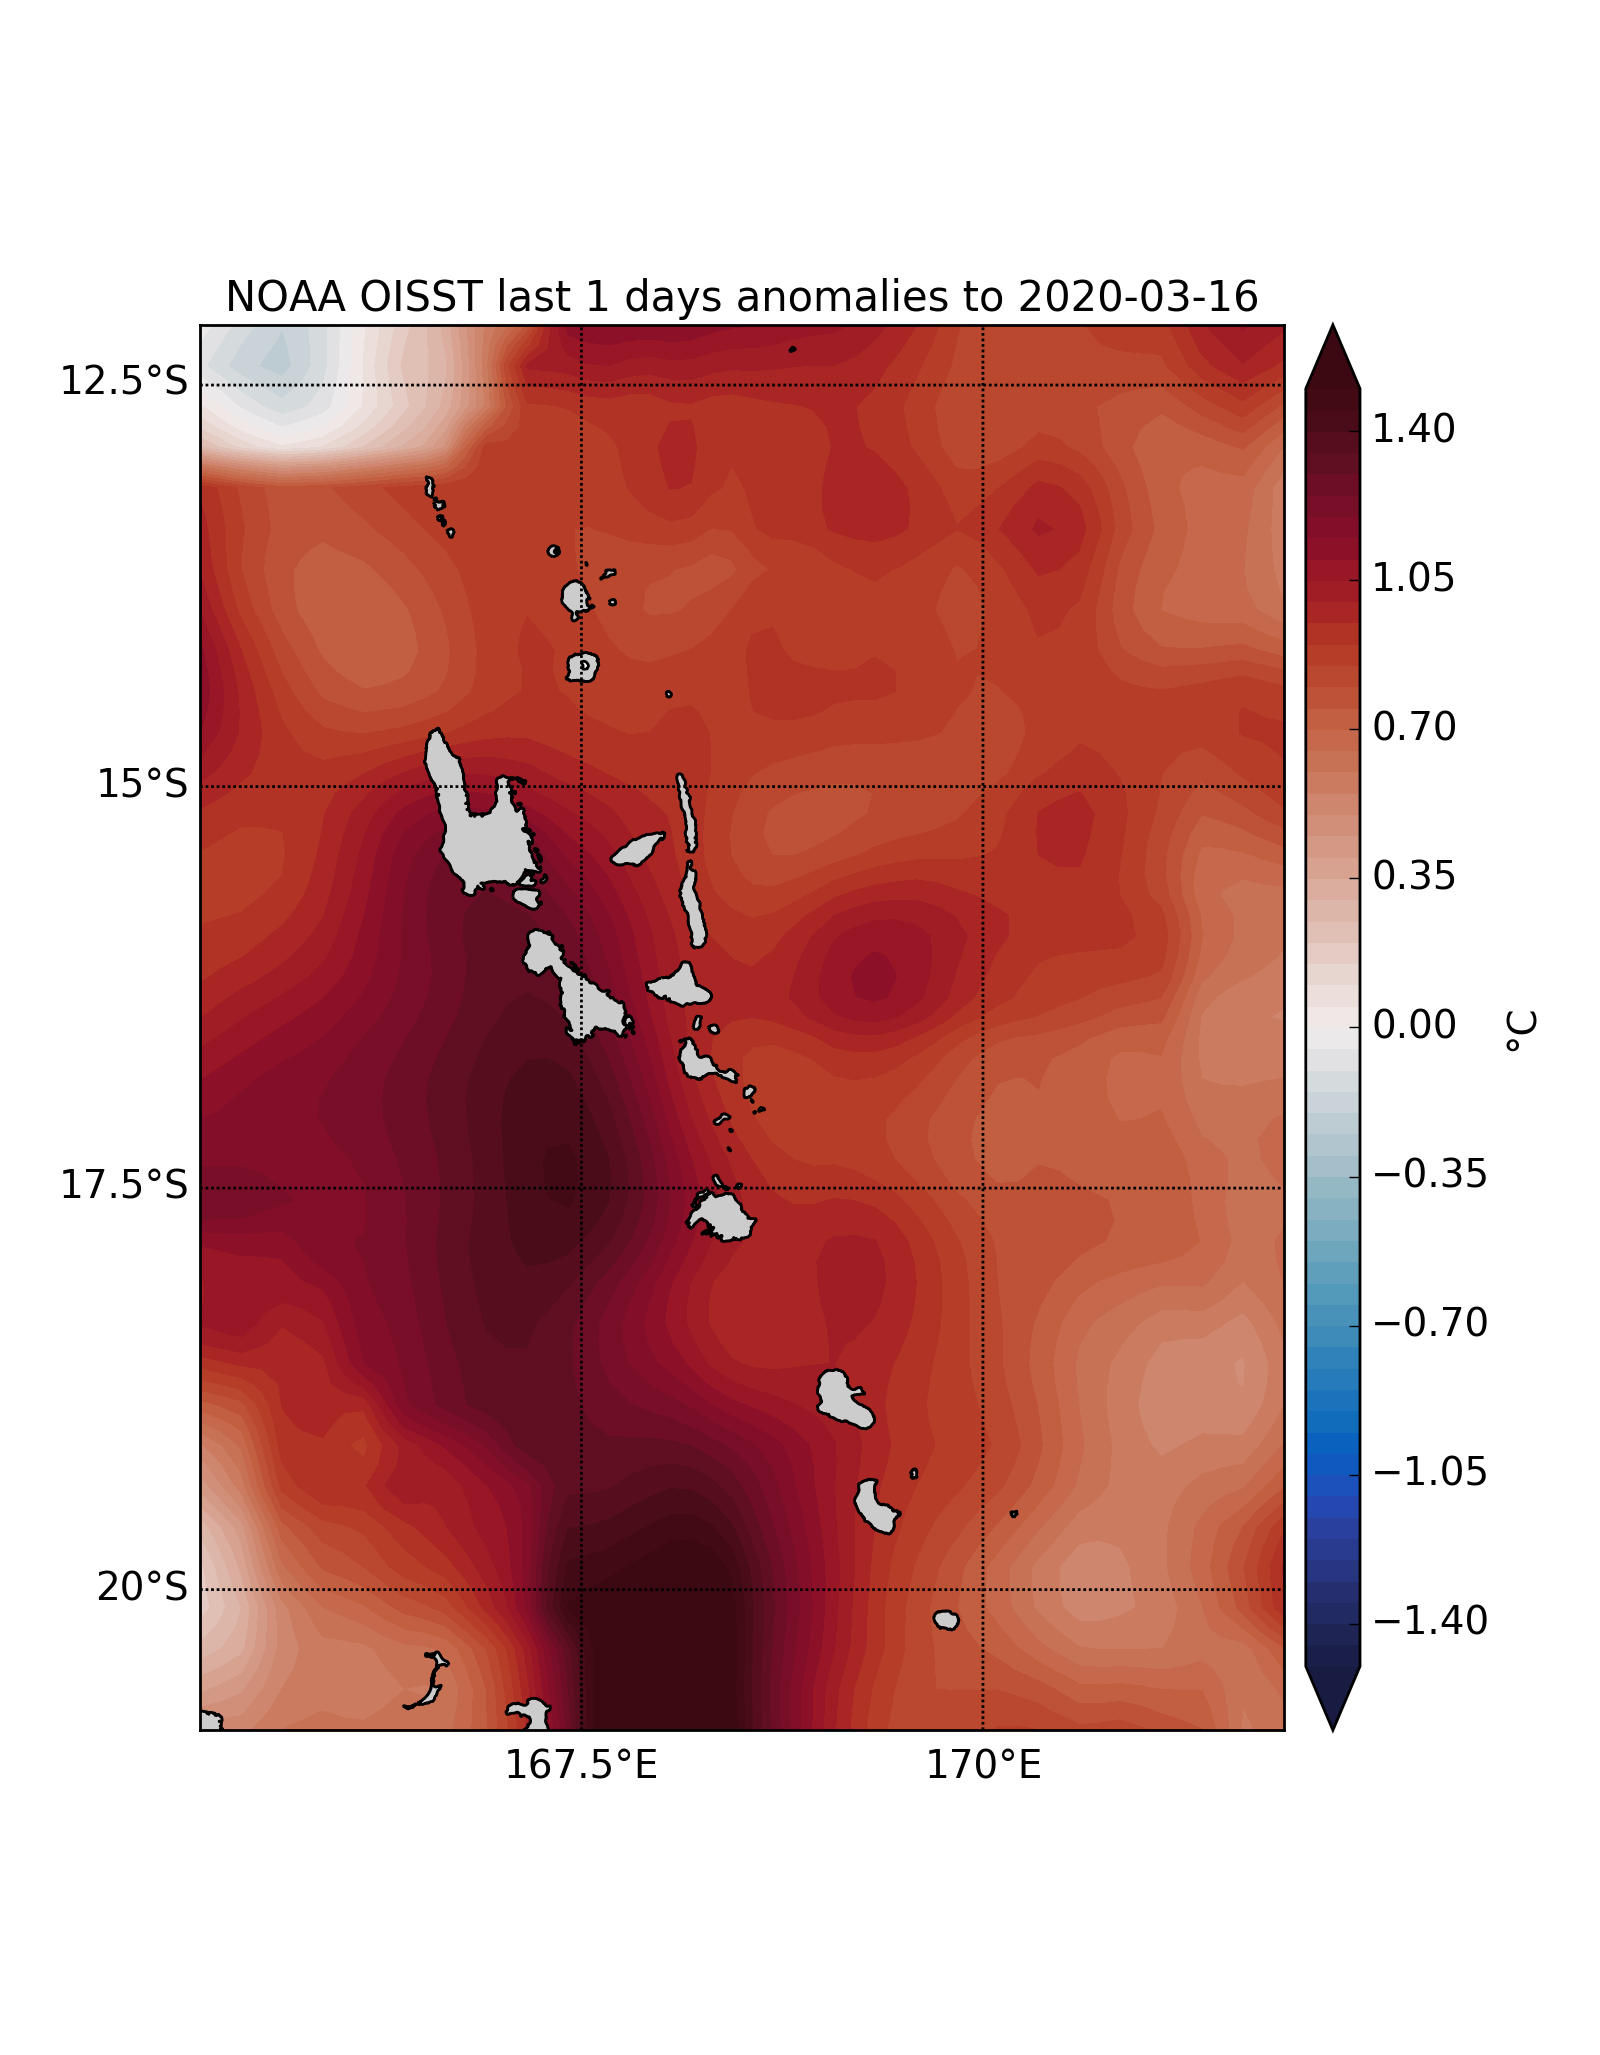 NOAA OISST last 1 days anomalies to 2020-03-16
12.5°S
15°S
17.5°S
20°S
167.5°E
170°E
1.40
1.05
0.70
0.35
0.00
−0.35
−0.70
−1.05
−1.40
°C